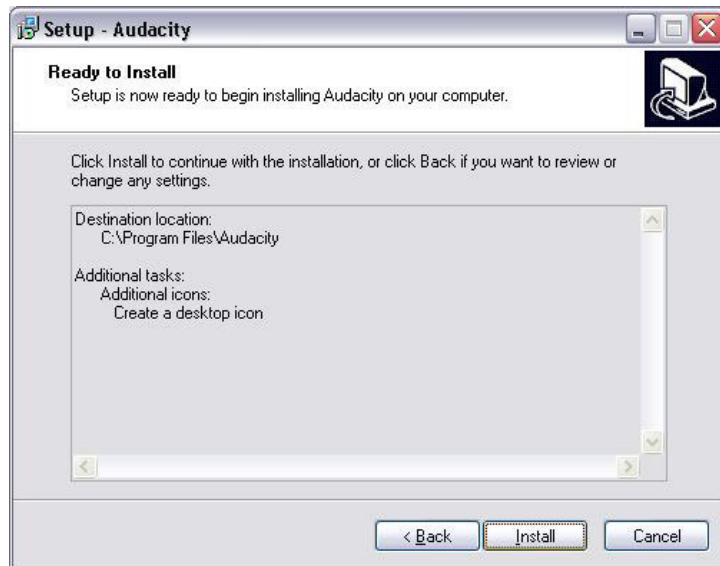 Setup - Audacity
Ready to Install
Setup is now ready to begin installing Audacity on your computer.
Click Install to continue with the installation, or click Back if you want to review or
change any settings.
Destination location:
C:\Program Files\Audacity
Additional tasks:
Additional icons:
Create a desktop icon
< Back
Install
Cancel